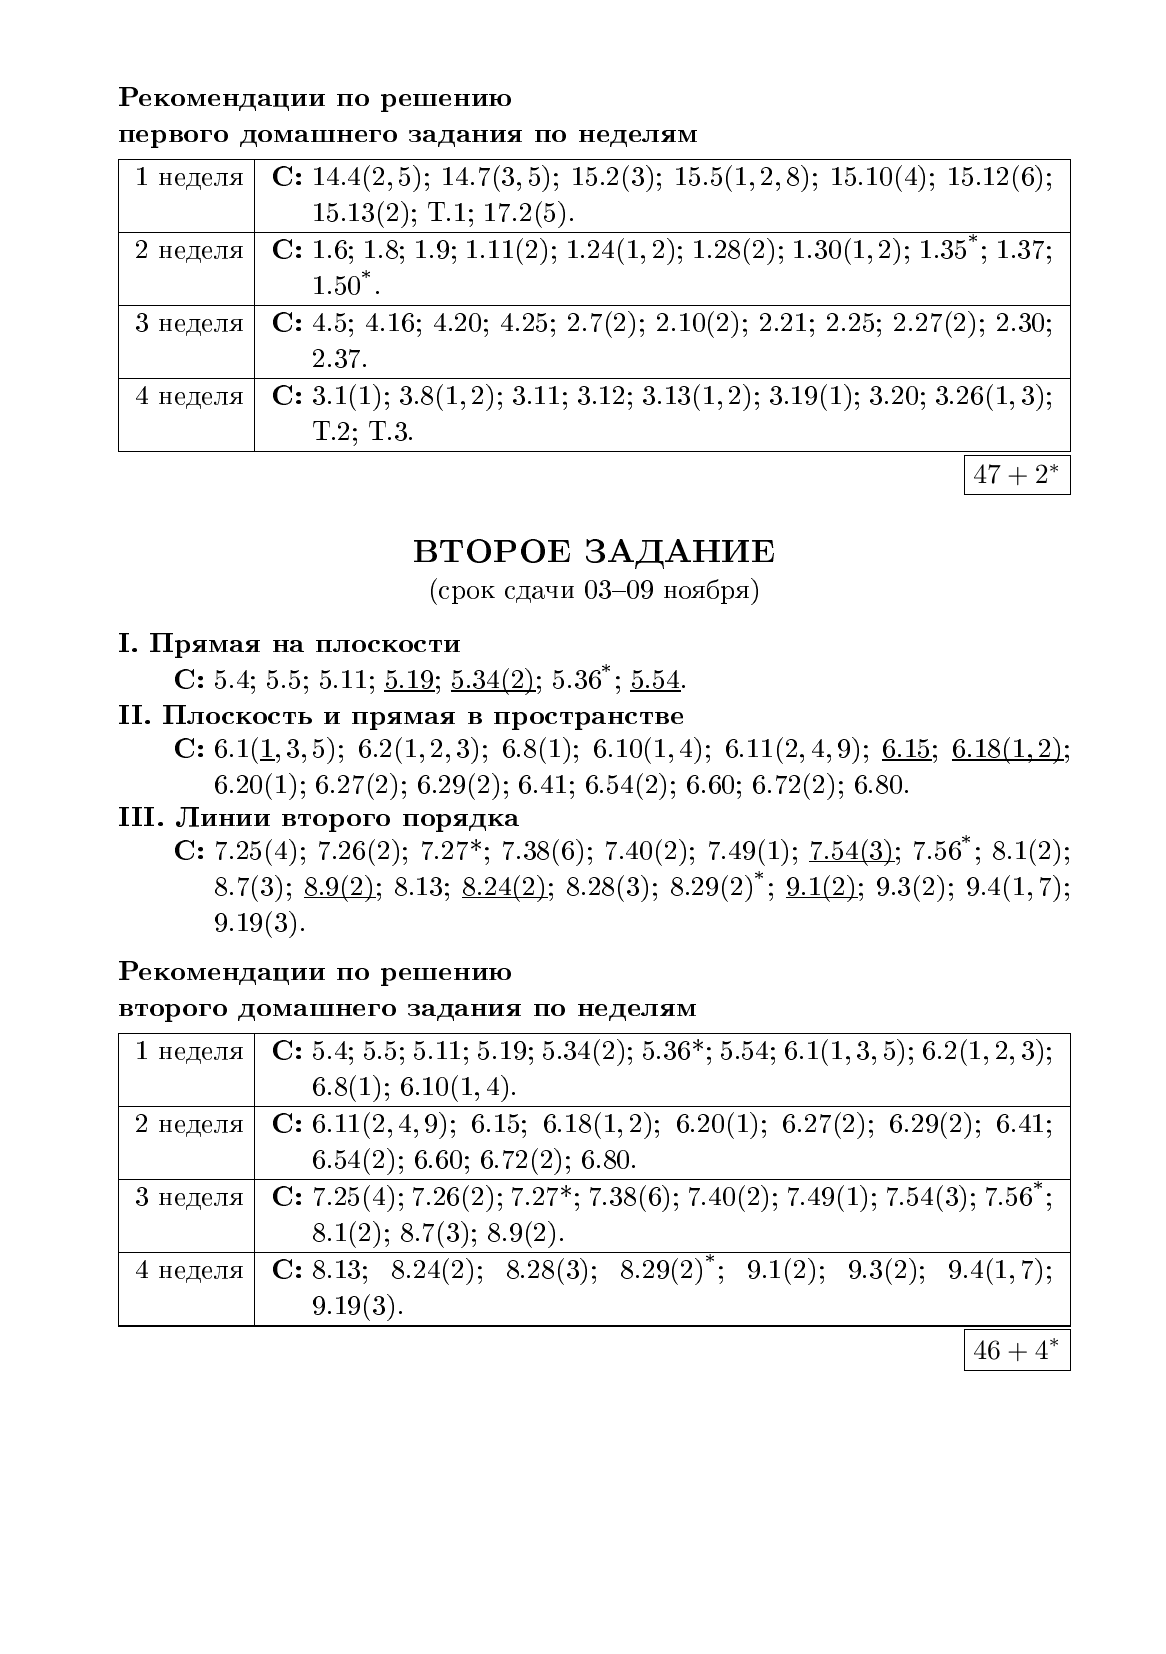 Рекомендации по решению
первого домашнего задания по неделям
1 неделя С: 14.4(2, 5); 14.7(3, 5); 15.2(3); 15.5(1, 2, 8); 15.10(4); 15.12(6);
15.13(2); Т.1; 17.2(5).
2 неделя С: 1.6; 1.8; 1.9; 1.11(2); 1.24(1, 2); 1.28(2); 1.30(1, 2); 1.35*; 1.37;
1.50*.
3 неделя С: 4.5; 4.16; 4.20; 4.25; 2.7(2); 2.10(2); 2.21; 2.25; 2.27(2); 2.30;
2.37.
4 неделя С: 3.1(1); 3.8(1, 2); 3.11; 3.12; 3.13(1, 2); 3.19(1); 3.20; 3.26(1, 3);
Т.2; Т.3.
47 + 2*
ВТОРОЕ ЗАДАНИЕ
(срок сдачи 03–09 ноября)
I. Прямая на плоскости
С: 5.4; 5.5; 5.11; 5.19; 5.34(2); 5.36*; 5.54.
II. Плоскость и прямая в пространстве
С: 6.1(1, 3, 5); 6.2(1, 2, 3); 6.8(1); 6.10(1, 4); 6.11(2, 4, 9); 6.15; 6.18(1, 2);
6.20(1); 6.27(2); 6.29(2); 6.41; 6.54(2); 6.60; 6.72(2); 6.80.
III. Линии второго порядка
С: 7.25(4); 7.26(2); 7.27*; 7.38(6); 7.40(2); 7.49(1); 7.54(3); 7.56*; 8.1(2);
8.7(3); 8.9(2); 8.13; 8.24(2); 8.28(3); 8.29(2)*; 9.1(2); 9.3(2); 9.4(1, 7);
9.19(3).
Рекомендации по решению
второго домашнего задания по неделям
1 неделя С: 5.4; 5.5; 5.11; 5.19; 5.34(2); 5.36*; 5.54; 6.1(1, 3, 5); 6.2(1, 2, 3);
6.8(1); 6.10(1, 4).
2 неделя С: 6.11(2, 4, 9); 6.15; 6.18(1, 2); 6.20(1); 6.27(2); 6.29(2); 6.41;
6.54(2); 6.60; 6.72(2); 6.80.
3 неделя С: 7.25(4); 7.26(2); 7.27*; 7.38(6); 7.40(2); 7.49(1); 7.54(3); 7.56*;
8.1(2); 8.7(3); 8.9(2).
4 неделя С: 8.13; 8.24(2); 8.28(3); 8.29(2)*; 9.1(2); 9.3(2); 9.4(1, 7);
9.19(3).
46 + 4*